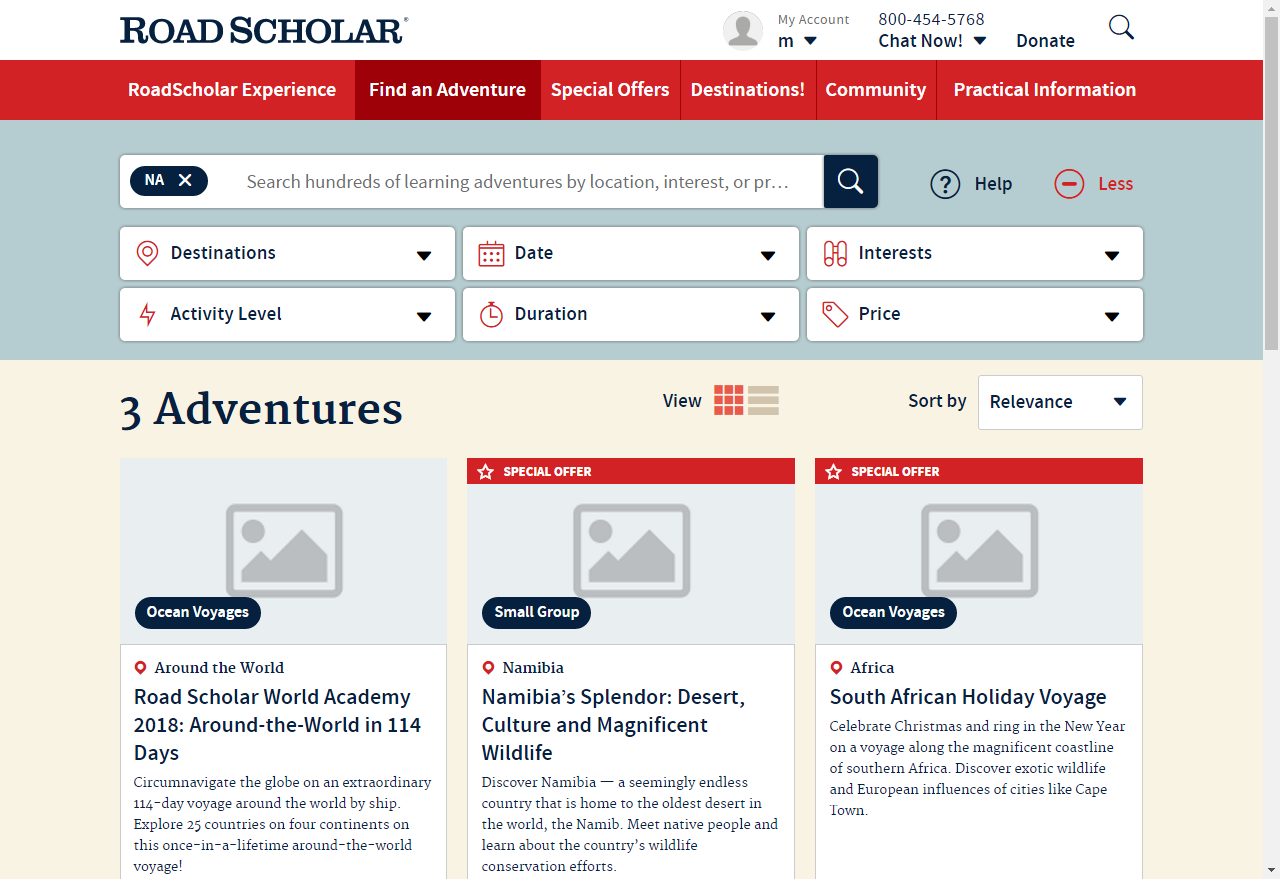 ROAD SCHOLAR®
My Account
m
800-454-5768
Chat Now!
Donate
RoadScholar Experience
Find an Adventure
Special Offers
Destinations!
Community
Practical Information
NA
Search hundreds of learning adventures by location, interest, or pr…
Help
Less
Destinations
Date
Interests
Activity Level
Duration
Price
3 Adventures
View
Sort by
Relevance
Ocean Voyages
Around the World
Road Scholar World Academy
2018: Around-the-World in 114
Days
Circumnavigate the globe on an extraordinary
114-day voyage around the world by ship.
Explore 25 countries on four continents on
this once-in-a-lifetime around-the-world
voyage!
SPECIAL OFFER
Small Group
Namibia
Namibia’s Splendor: Desert,
Culture and Magnificent
Wildlife
Discover Namibia — a seemingly endless
country that is home to the oldest desert in
the world, the Namib. Meet native people and
learn about the country’s wildlife
conservation efforts.
SPECIAL OFFER
Ocean Voyages
Africa
South African Holiday Voyage
Celebrate Christmas and ring in the New Year
on a voyage along the magnificent coastline
of southern Africa. Discover exotic wildlife
and European influences of cities like Cape
Town.